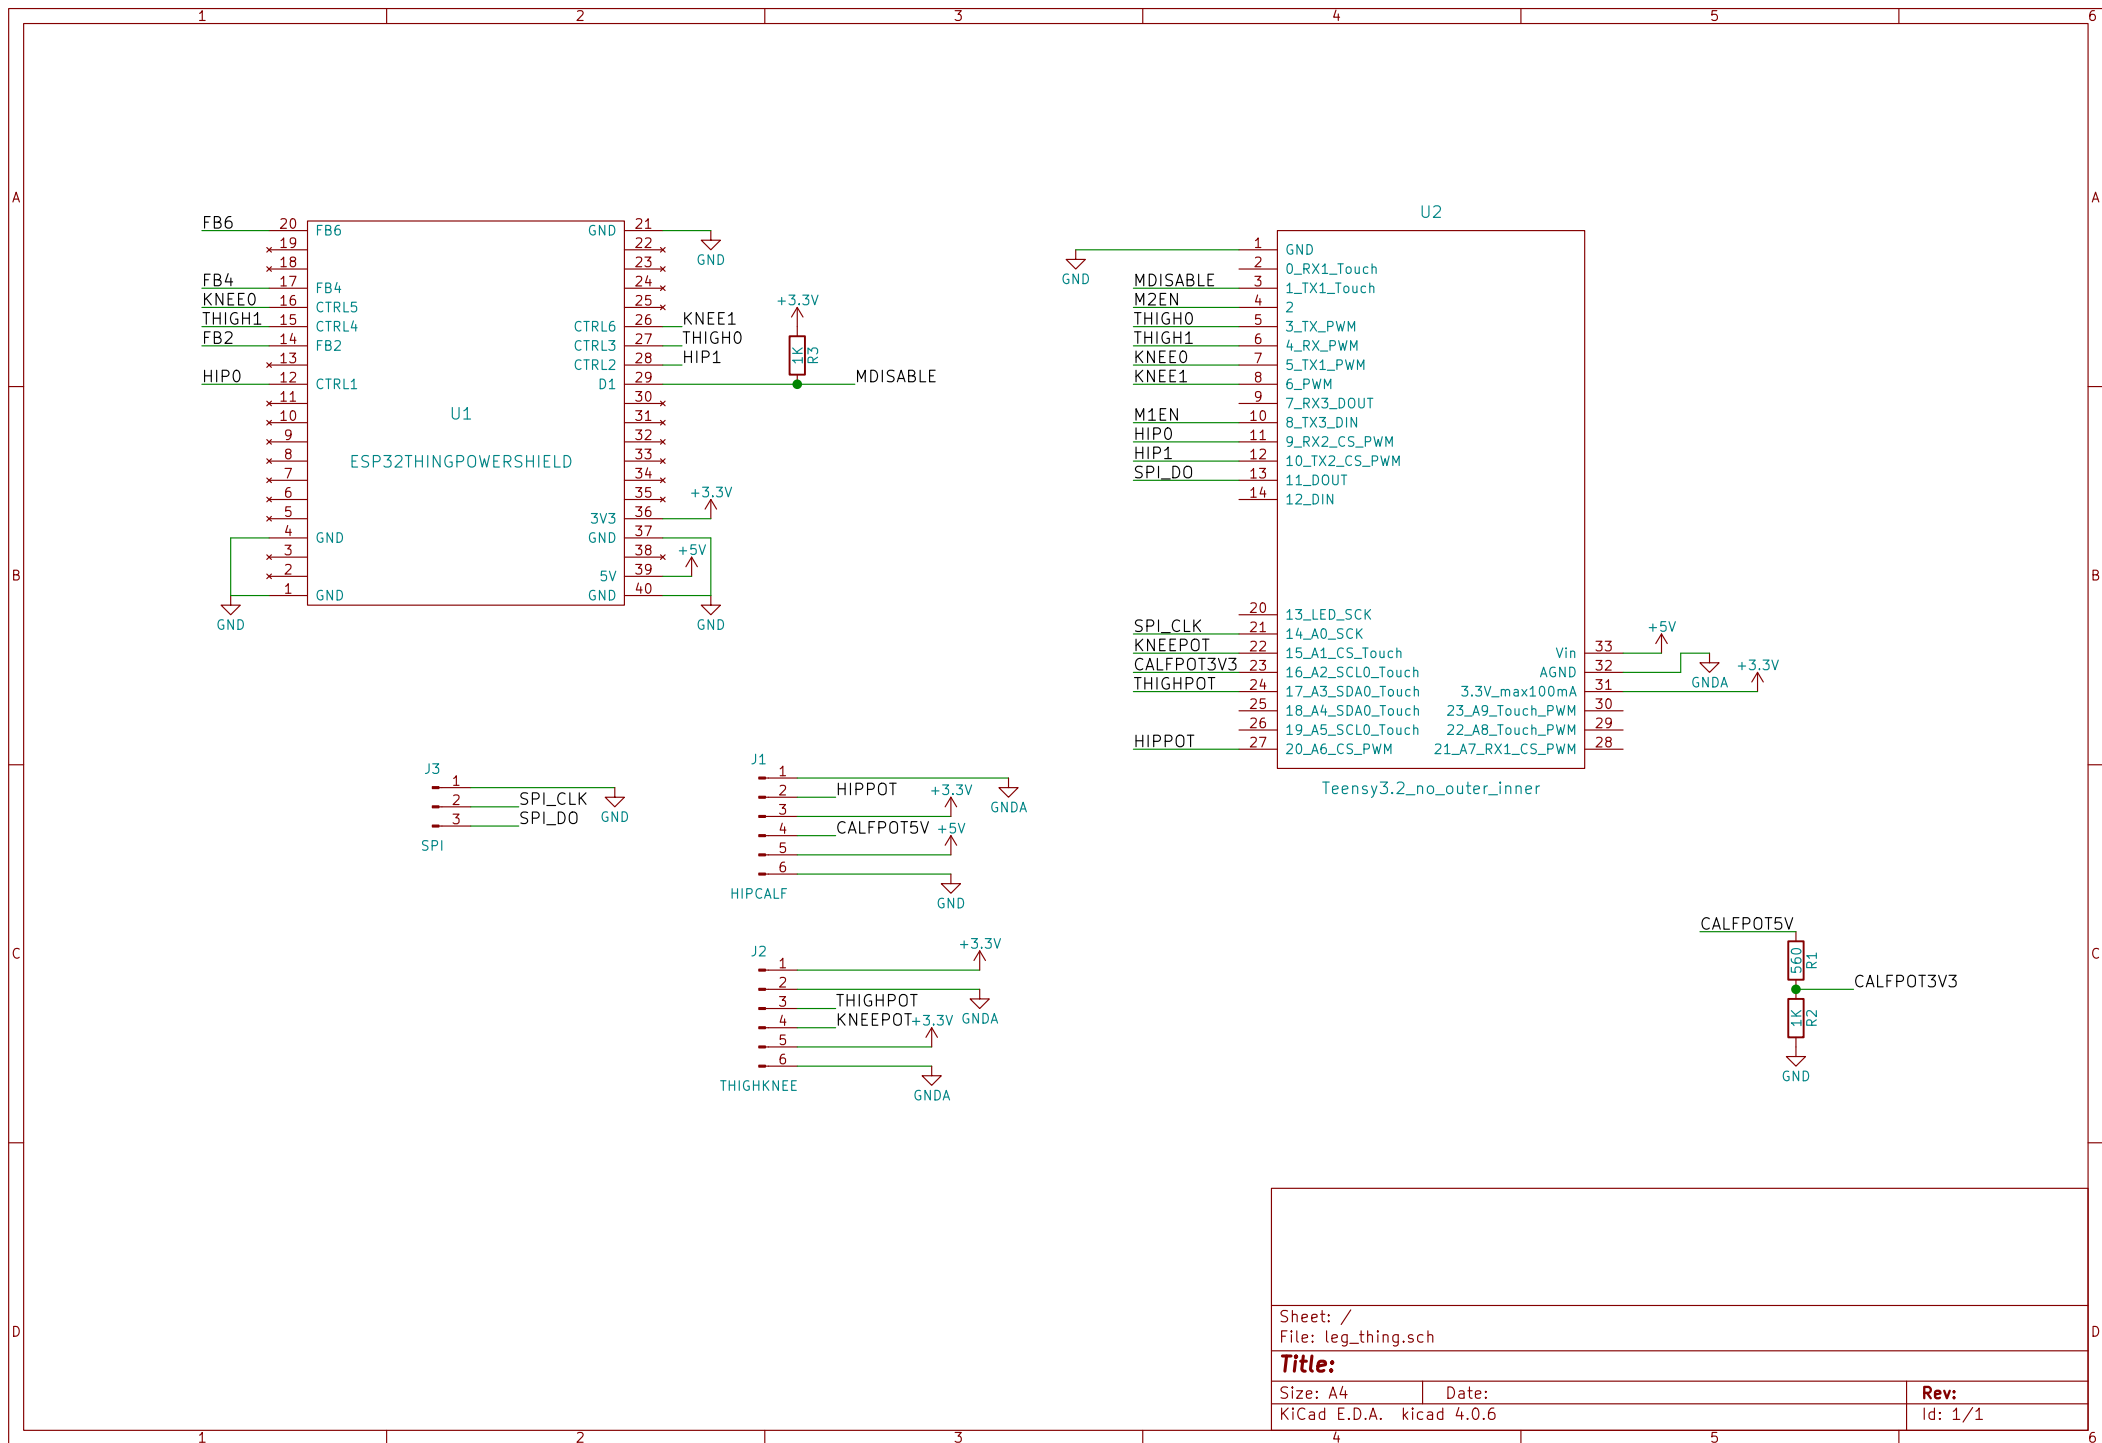 1 2 3 4 5 6
A A
B B
C C
D D
1 2 3 4 5 6
FB6 20 FB6
19
18
FB4 17 FB4
KNEE0 16 CTRL5
THIGH1 15 CTRL4
FB2 14 FB2
13
HIP0 12 CTRL1
11
10
9
8
7
6
5
4 GND
3
2
1 GND
GND
U1
ESP32THINGPOWERSHIELD
GND 21
GND
22
23
24
25
CTRL6 26 KNEE1
CTRL3 27 THIGH0
CTRL2 28 HIP1
D1 29 MDISABLE
+3.3V
1K R3
30
31
32
33
34
35
+3.3V
3V3 36
GND 37
38 +5V
5V 39
GND 40
GND
U2
1 GND
GND
2 0_RX1_Touch
MDISABLE 3 1_TX1_Touch
M2EN 4 2
THIGH0 5 3_TX_PWM
THIGH1 6 4_RX_PWM
KNEE0 7 5_TX1_PWM
KNEE1 8 6_PWM
9 7_RX3_DOUT
M1EN 10 8_TX3_DIN
HIP0 11 9_RX2_CS_PWM
HIP1 12 10_TX2_CS_PWM
SPI_DO 13 11_DOUT
14 12_DIN
20 13_LED_SCK
SPI_CLK 21 14_A0_SCK
KNEEPOT 22 15_A1_CS_Touch
CALFPOT3V3 23 16_A2_SCL0_Touch
THIGHPOT 24 17_A3_SDA0_Touch
25 18_A4_SDA0_Touch
26 19_A5_SCL0_Touch
HIPPOT 27 20_A6_CS_PWM
+5V
Vin 33
AGND 32
GNDA +3.3V
3.3V_max100mA 31
23_A9_Touch_PWM 30
22_A8_Touch_PWM 29
21_A7_RX1_CS_PWM 28
Teensy3.2_no_outer_inner
J3
1
2 SPI_CLK
3 SPI_DO
GND
SPI
J1
1
2 HIPPOT
3 +3.3V
GNDA
4 CALFPOT5V +5V
5
6
GND
HIPCALF
J2
1 +3.3V
2
3 THIGHPOT
4 KNEEPOT +3.3V
GNDA
5
6
GNDA
THIGHKNEE
CALFPOT5V
560 R1
CALFPOT3V3
1K R2
GND
Sheet: /
File: leg_thing.sch
Title:
Size: A4 Date: Rev:
KiCad E.D.A. kicad 4.0.6 Id: 1/1